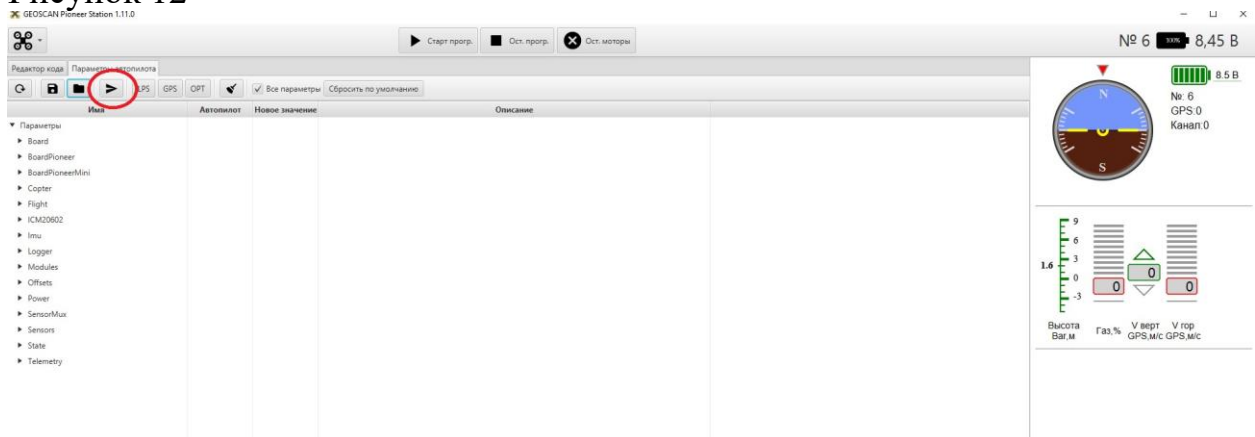 Рисунок 12
GEOSCAN Pioneer Station 1.11.0
Старт прогр. Ост. прогр. Ост. моторы
№ 6 100% 8,45 В
Редактор кода Параметры автопилота
LPS GPS OPT Все параметры Сбросить по умолчанию
Имя Автопилот Новое значение Описание
Параметры
Board
BoardPioneer
BoardPioneerMini
Copter
Flight
ICM20602
Imu
Logger
Modules
Offsets
Power
SensorMux
Sensors
State
Telemetry
8.5 В
№: 6
GPS:0
Канал:0
N
S
9
6
3
1.6
0
-3
0
0
0
Высота Ваг,м
Газ,%
V верт GPS,м/с
V гор GPS,м/с